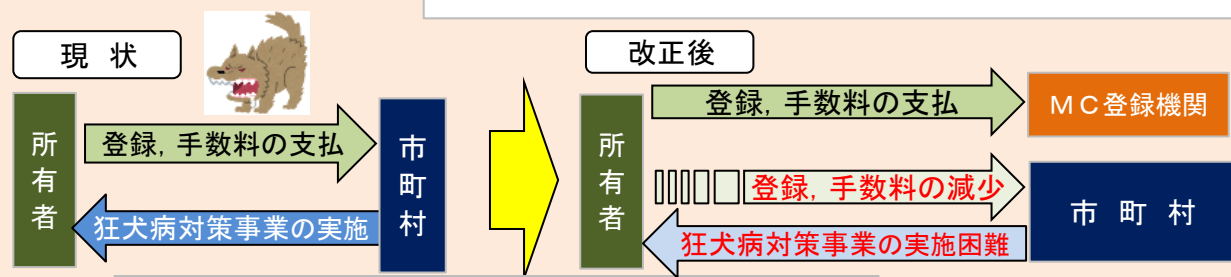 現 状
所有者
登録，手数料の支払
狂犬病対策事業の実施
市町村
改正後
所有者
登録，手数料の支払
ＭＣ登録機関
登録，手数料の減少
狂犬病対策事業の実施困難
市 町 村